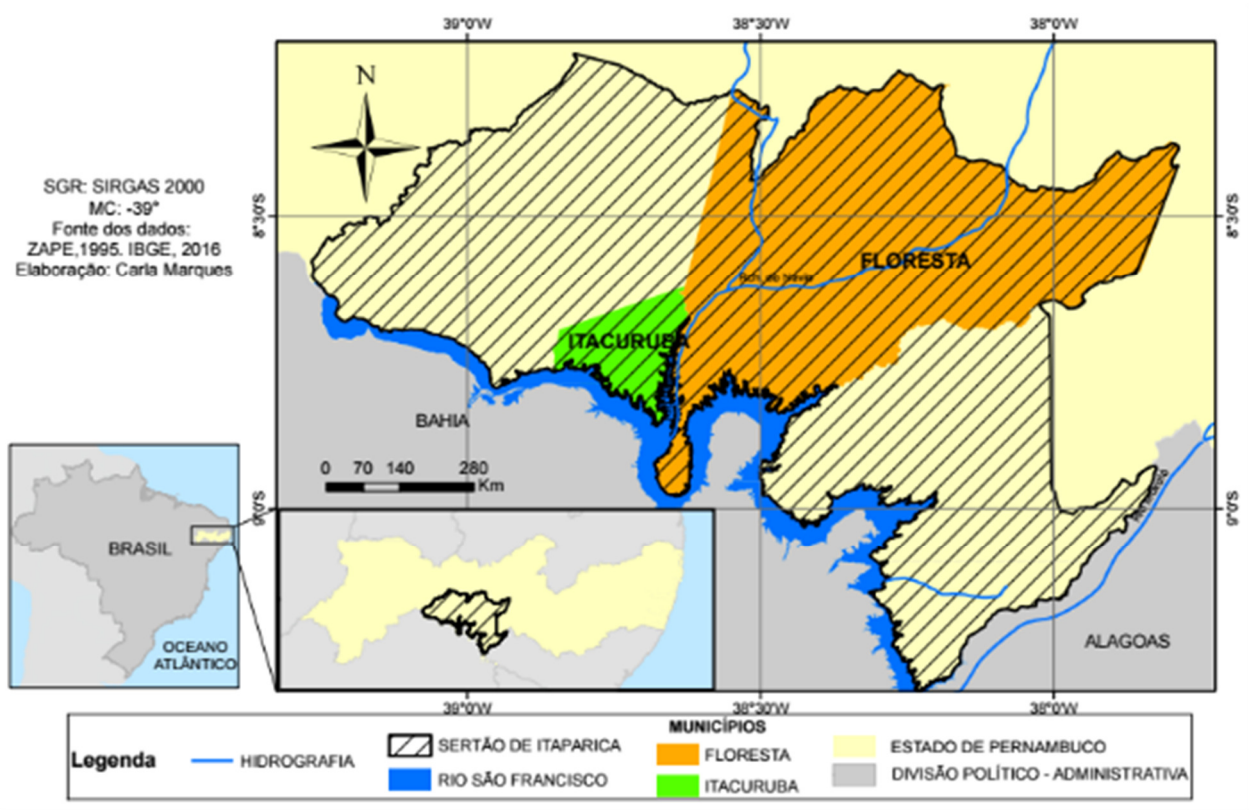 39°0'W 38°30'W 38°0'W
N
SGR: SIRGAS 2000
MC: -39°
Fonte dos dados:
ZAPE,1995. IBGE, 2016
Elaboração: Carla Marques
8°30'S
8°30'S
FLORESTA
ITACURUBA
BAHIA
0 70 140 280
Km
9°0'S
9°0'S
BRASIL
OCEANO
ATLÂNTICO
ALAGOAS
39°0'W 38°30'W 38°0'W
Legenda
HIDROGRAFIA
SERTÃO DE ITAPARICA
RIO SÃO FRANCISCO
MUNICÍPIOS
FLORESTA
ITACURUBA
ESTADO DE PERNAMBUCO
DIVISÃO POLÍTICO - ADMINISTRATIVA